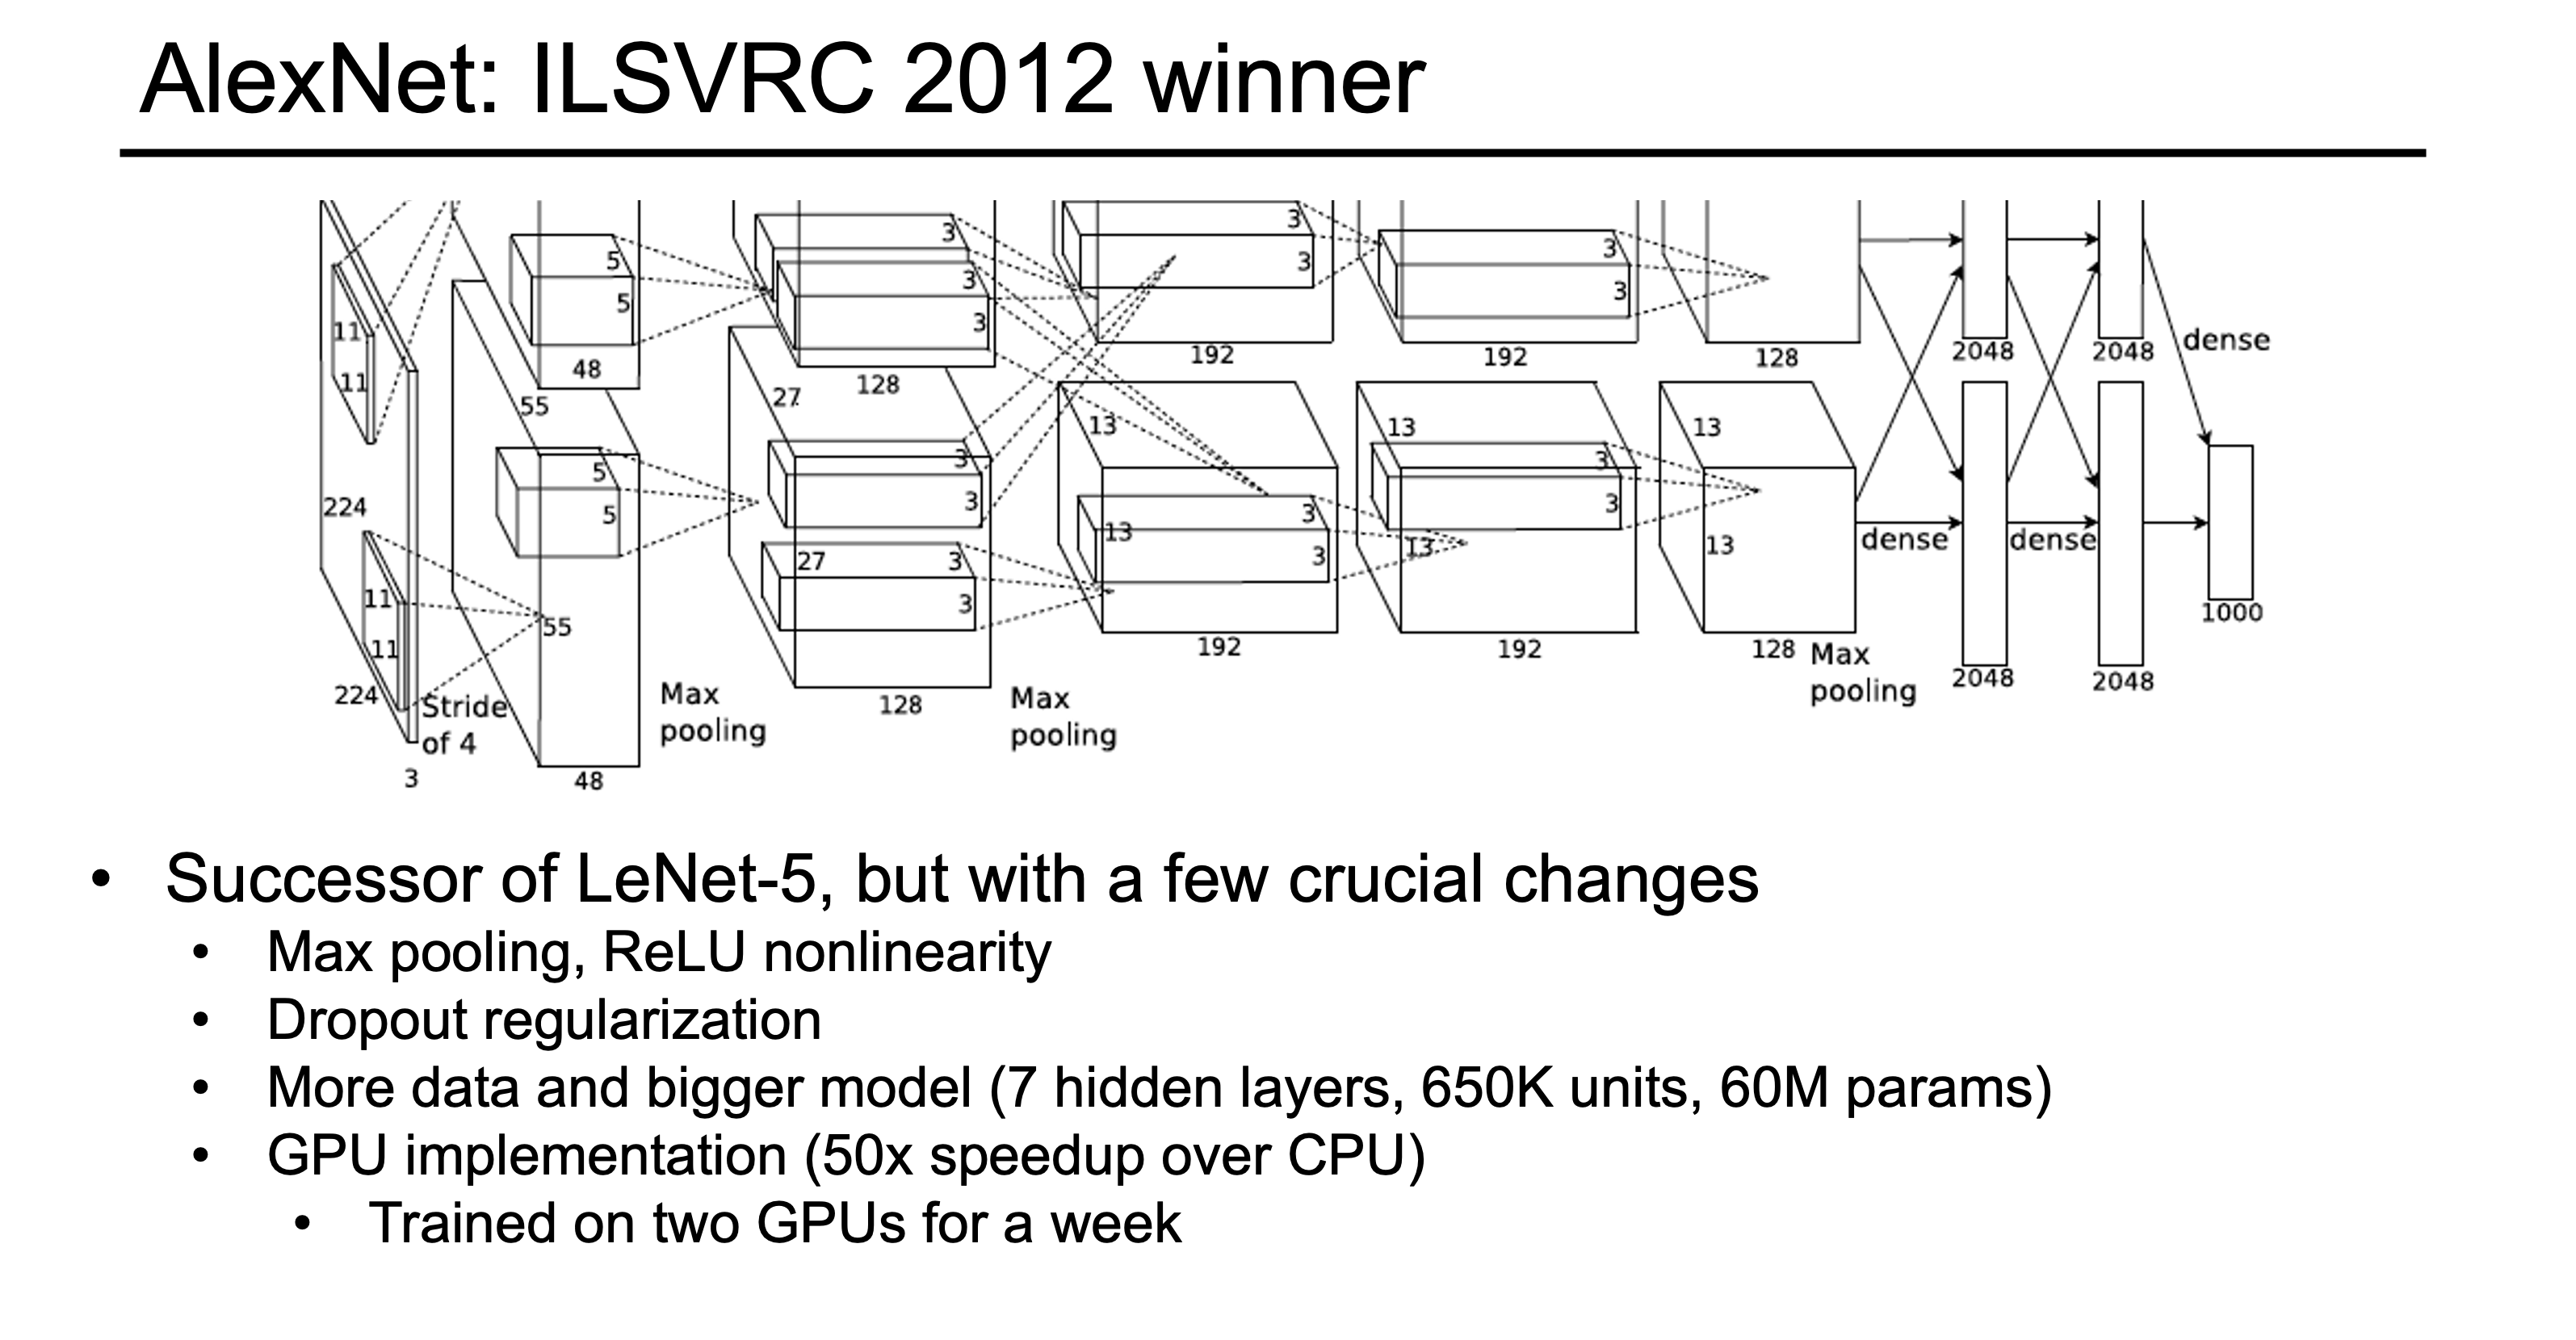 AlexNet: ILSVRC 2012 winner
3
3
3
3
5
5
3
3
3
3
11
11
48
55
27
128
192
192
128
2048
2048
dense
13
13
13
5
5
3
3
3
3
224
13
3
3
13
13
27
3
3
dense
dense
11
11
55
192
192
128
Max
pooling
2048
2048
1000
224
Stride
of 4
Max
pooling
128
Max
pooling
3
48
• Successor of LeNet-5, but with a few crucial changes
• Max pooling, ReLU nonlinearity
• Dropout regularization
• More data and bigger model (7 hidden layers, 650K units, 60M params)
• GPU implementation (50x speedup over CPU)
• Trained on two GPUs for a week